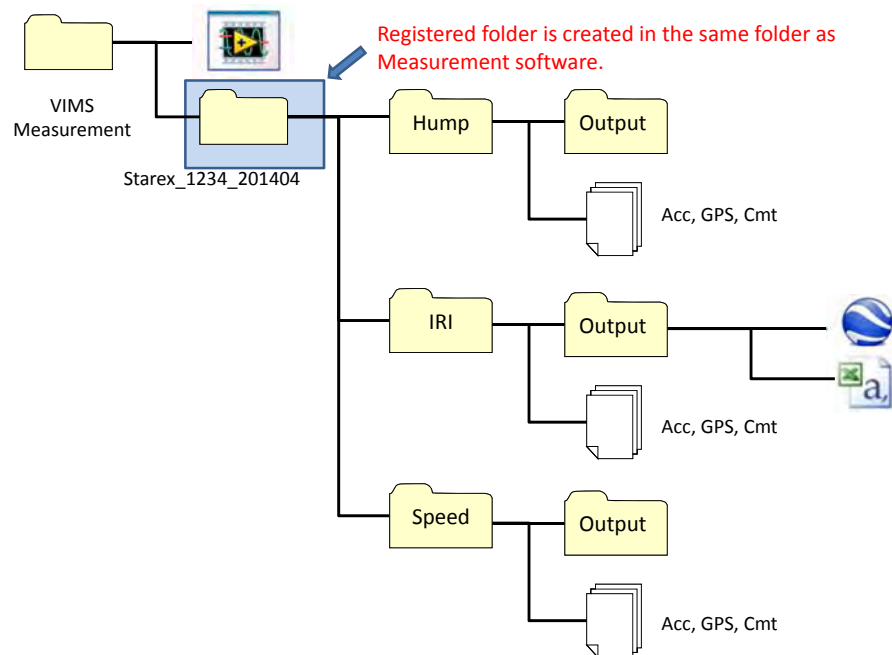 Registered folder is created in the same folder as
Measurement software.
VIMS
Measurement
Starex_1234_201404
Hump
Output
Acc, GPS, Cmt
IRI
Output
a,
Acc, GPS, Cmt
Speed
Output
Acc, GPS, Cmt